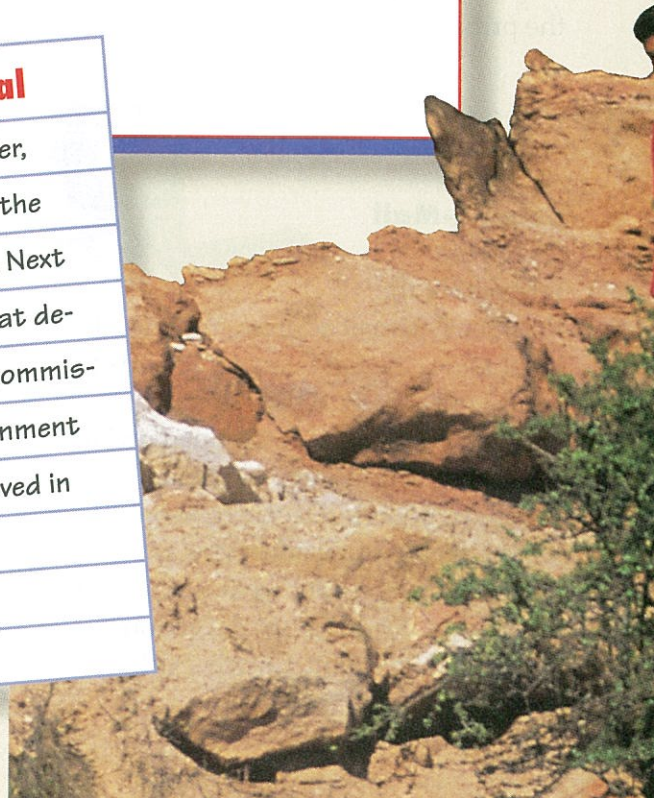 al
er,
the
Next
at de-
ommis-
nment
ved in